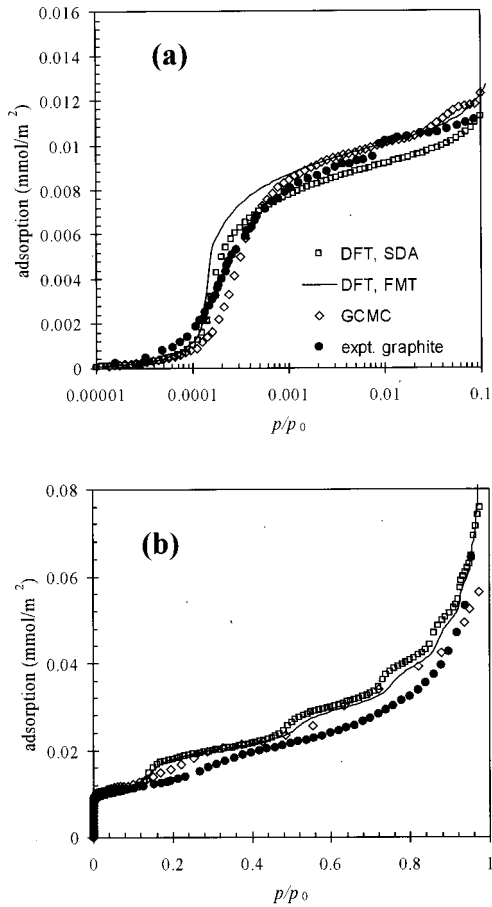 0.016
(a)
0.014
0.012
0.01
0.008
0.006
0.004
0.002
0
adsorption (mmol/m²)
DFT, SDA
DFT, FMT
GCMC
expt. graphite
0.00001 0.0001 0.001 0.01 0.1
p/p₀
0.08
(b)
0.06
0.04
0.02
0
adsorption (mmol/m²)
0 0.2 0.4 0.6 0.8 1
p/p₀